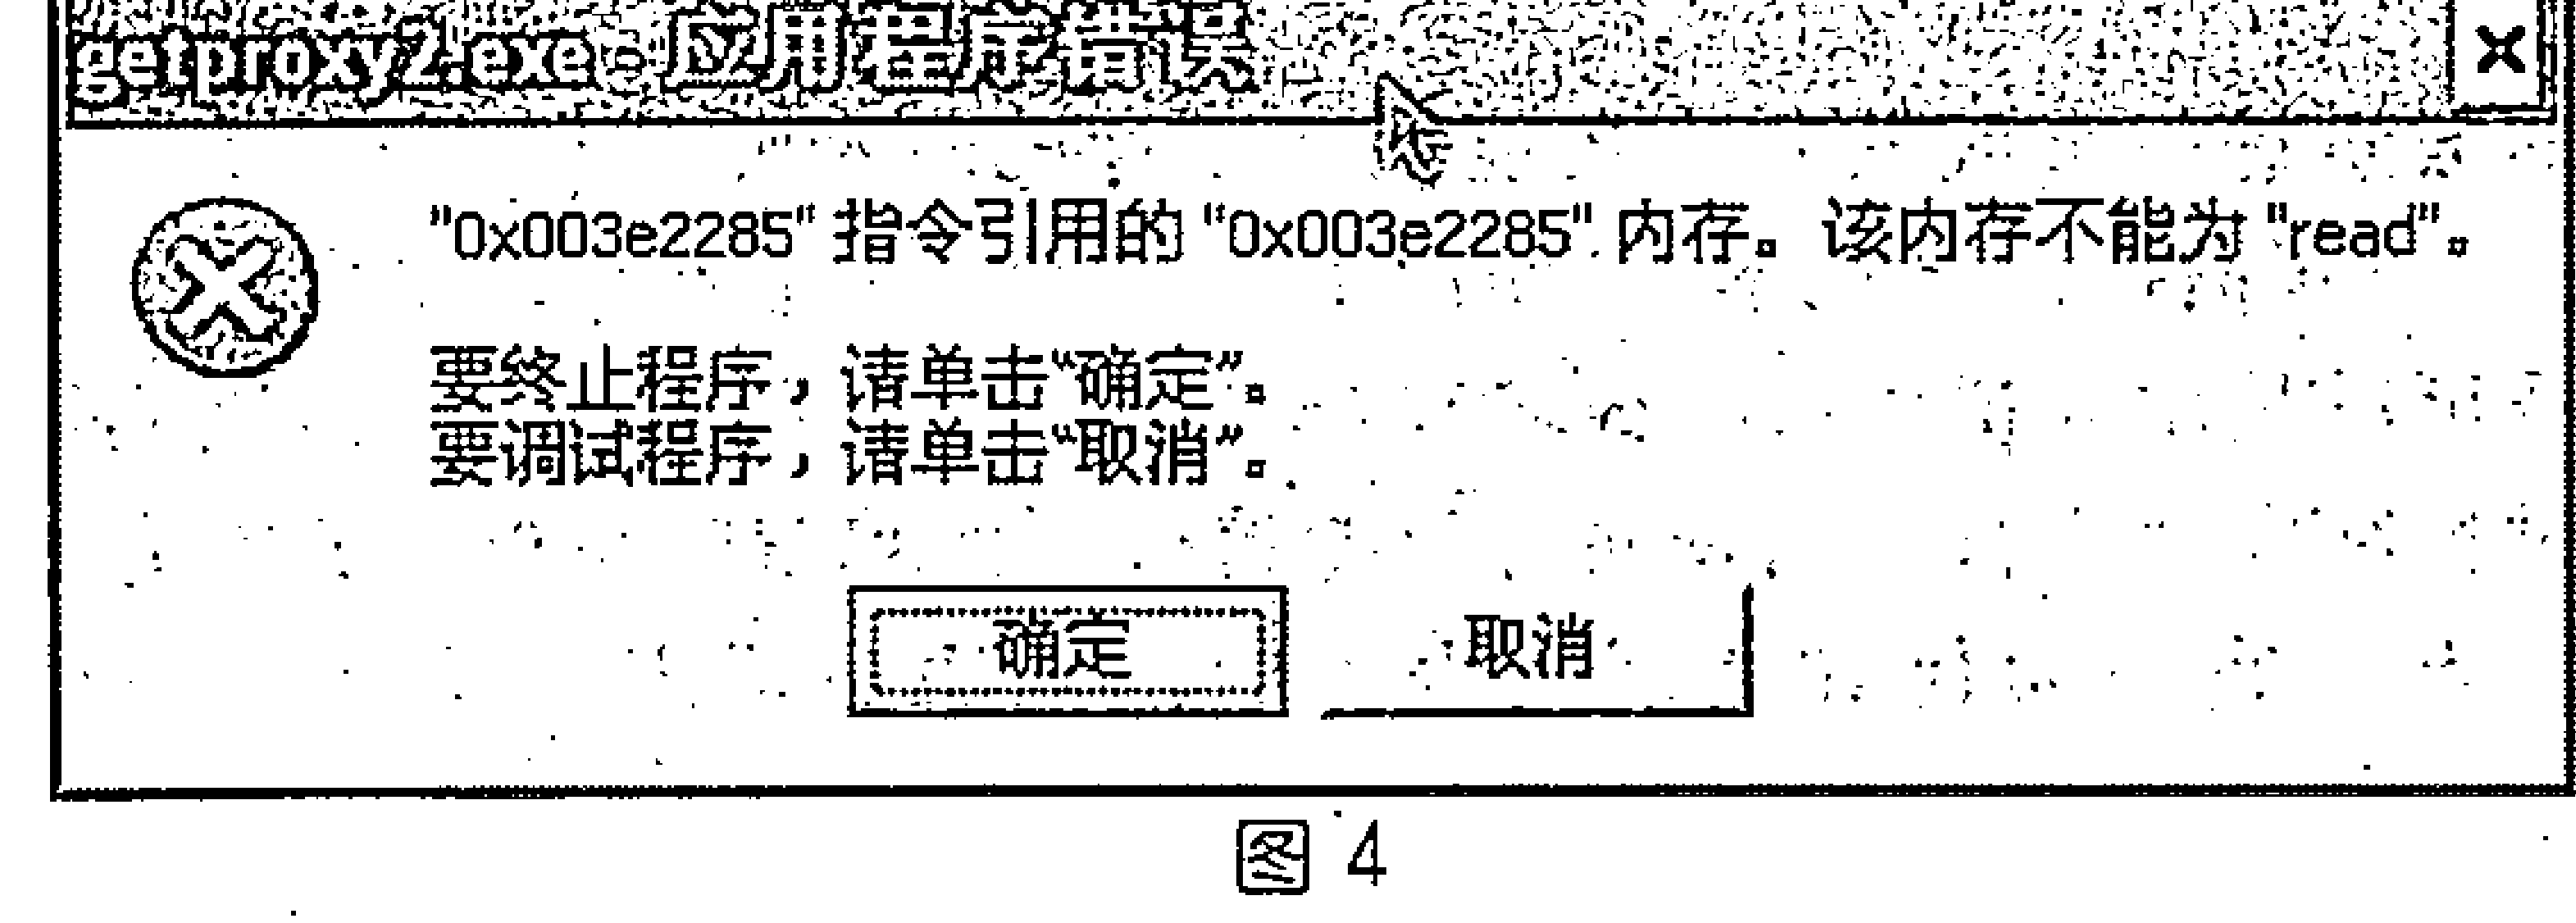 getproxy2.exe - 应用程序错误
"0x003e2285" 指令引用的 "0x003e2285" 内存。该内存不能为 "read"。
要终止程序，请单击“确定”。
要调试程序，请单击“取消”。
确定
取消
图 4